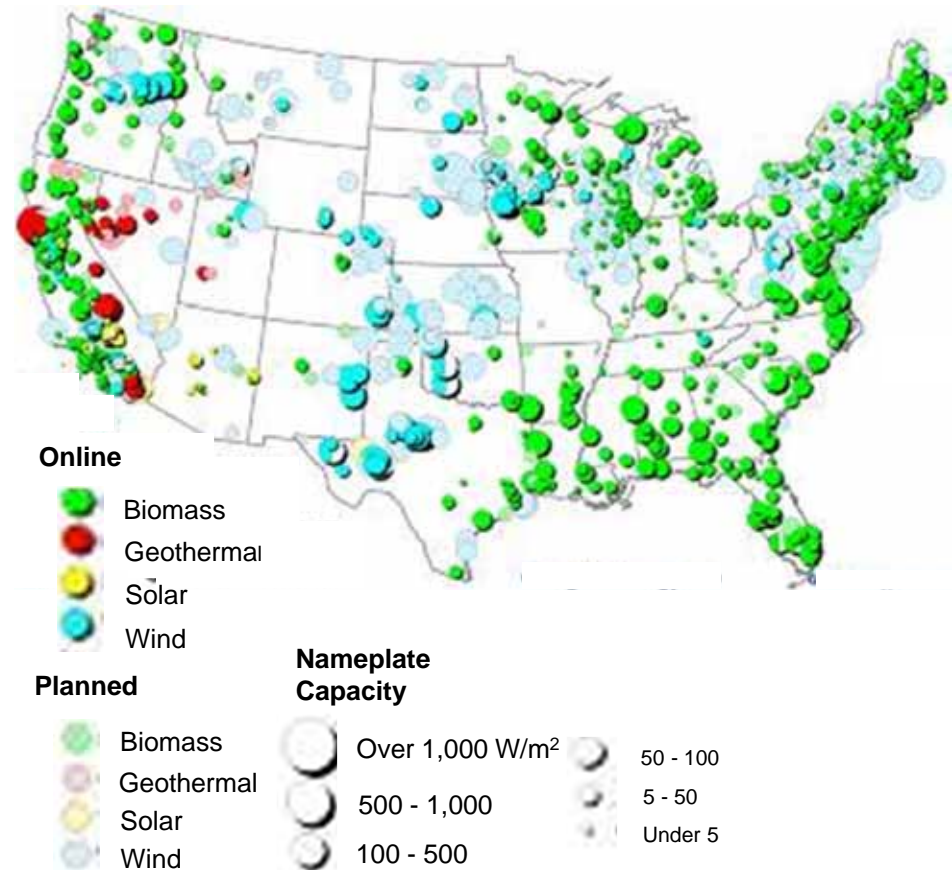 Online
Biomass
Geothermal
Solar
Wind
Planned
Biomass
Geothermal
Solar
Wind
Nameplate
Capacity
Over 1,000 W/m²
500 - 1,000
100 - 500
50 - 100
5 - 50
Under 5